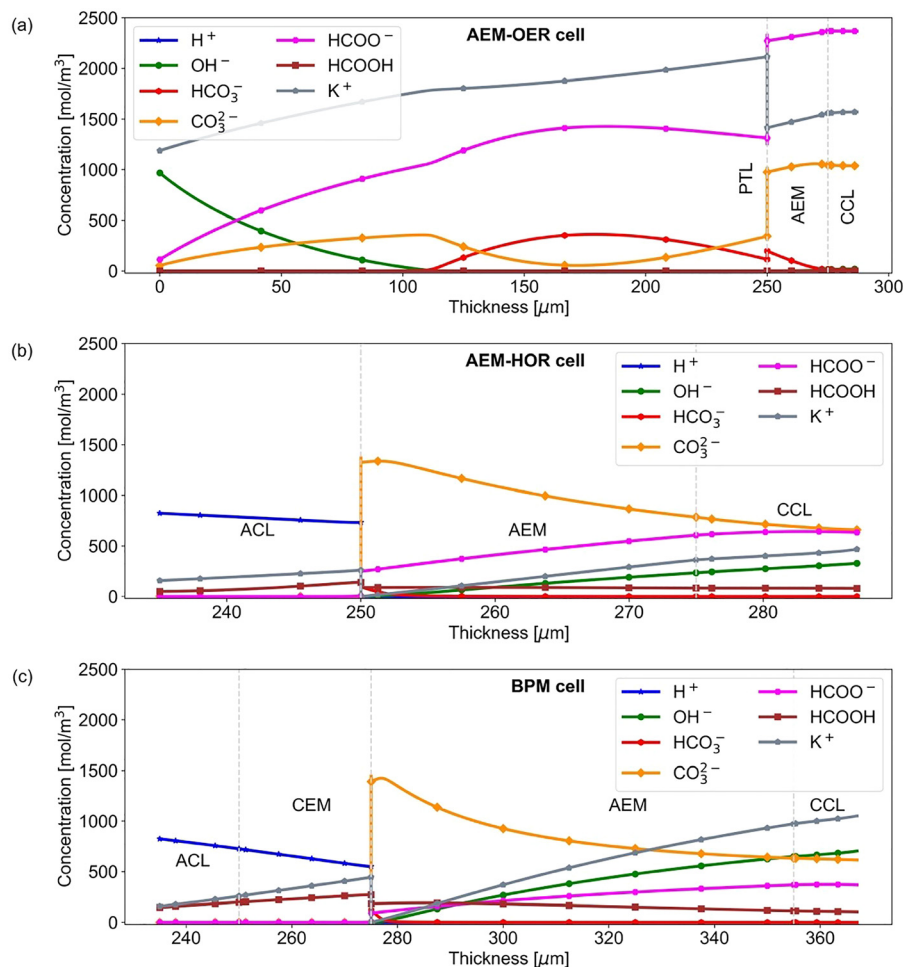 (a)
AEM-OER cell
Concentration [mol/m³]
2500
2000
1500
1000
500
0
H⁺
OH⁻
HCO₃⁻
CO₃²⁻
HCOO⁻
HCOOH
K⁺
PTL
AEM
CCL
0
50
100
150
200
250
300
Thickness [μm]
(b)
AEM-HOR cell
Concentration [mol/m³]
2500
2000
1500
1000
500
0
H⁺
OH⁻
HCO₃⁻
CO₃²⁻
HCOO⁻
HCOOH
K⁺
ACL
AEM
CCL
240
250
260
270
280
Thickness [μm]
(c)
BPM cell
Concentration [mol/m³]
2500
2000
1500
1000
500
0
H⁺
OH⁻
HCO₃⁻
CO₃²⁻
HCOO⁻
HCOOH
K⁺
ACL
CEM
AEM
CCL
240
260
280
300
320
340
360
Thickness [μm]